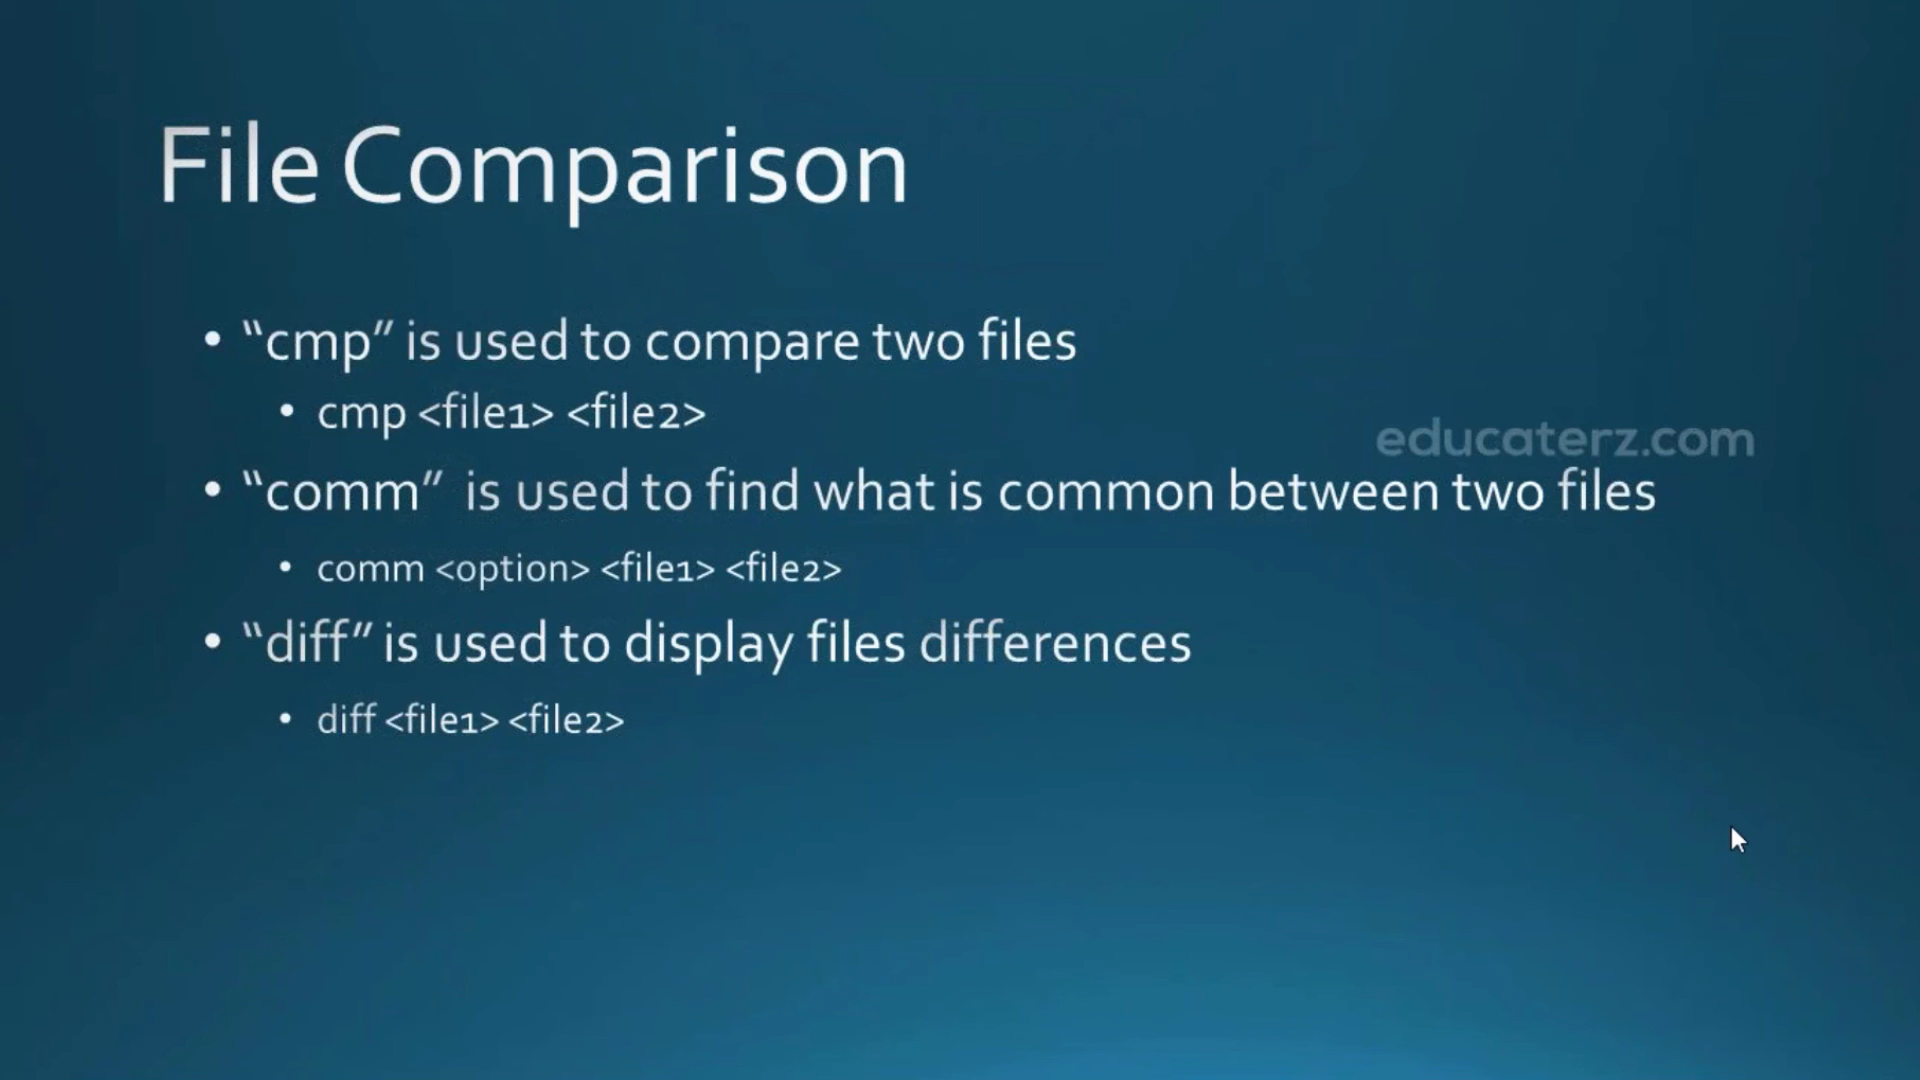 File Comparison
• “cmp” is used to compare two files
• cmp <file1> <file2>
educaterz.com
• “comm” is used to find what is common between two files
• comm <option> <file1> <file2>
• “diff” is used to display files differences
• diff <file1> <file2>